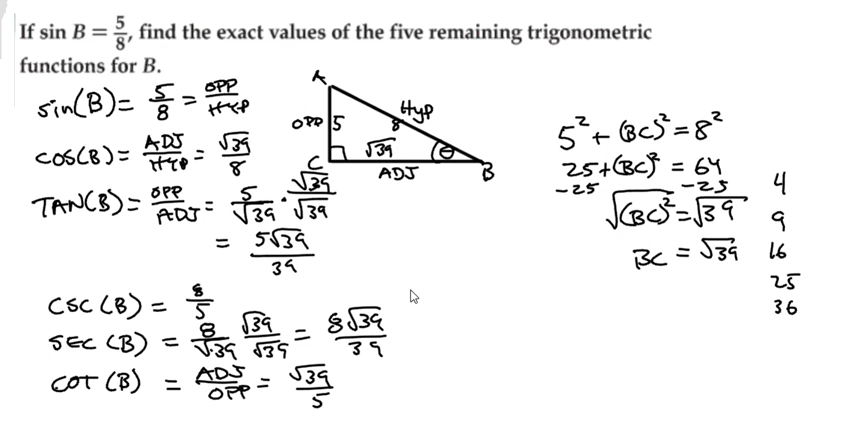 If sin B = 5/8, find the exact values of the five remaining trigonometric
functions for B.
sin(B) = 5/8 = OPP/HYP
COS(B) = ADJ/HYP = √39/8
TAN(B) = OPP/ADJ = 5/√39 · √39/√39
= 5√39/39
CSC (B) = 8/5
SEC (B) = 8/√39 √39/√39 = 8√39/39
COT (B) = ADJ/OPP = √39/5
A
HYP
OPP 5
8
√39
θ
C
ADJ
B
5² + (BC)² = 8²
25 + (BC)² = 64
-25 -25
√(BC)² = √39
BC = √39
4
9
16
25
36